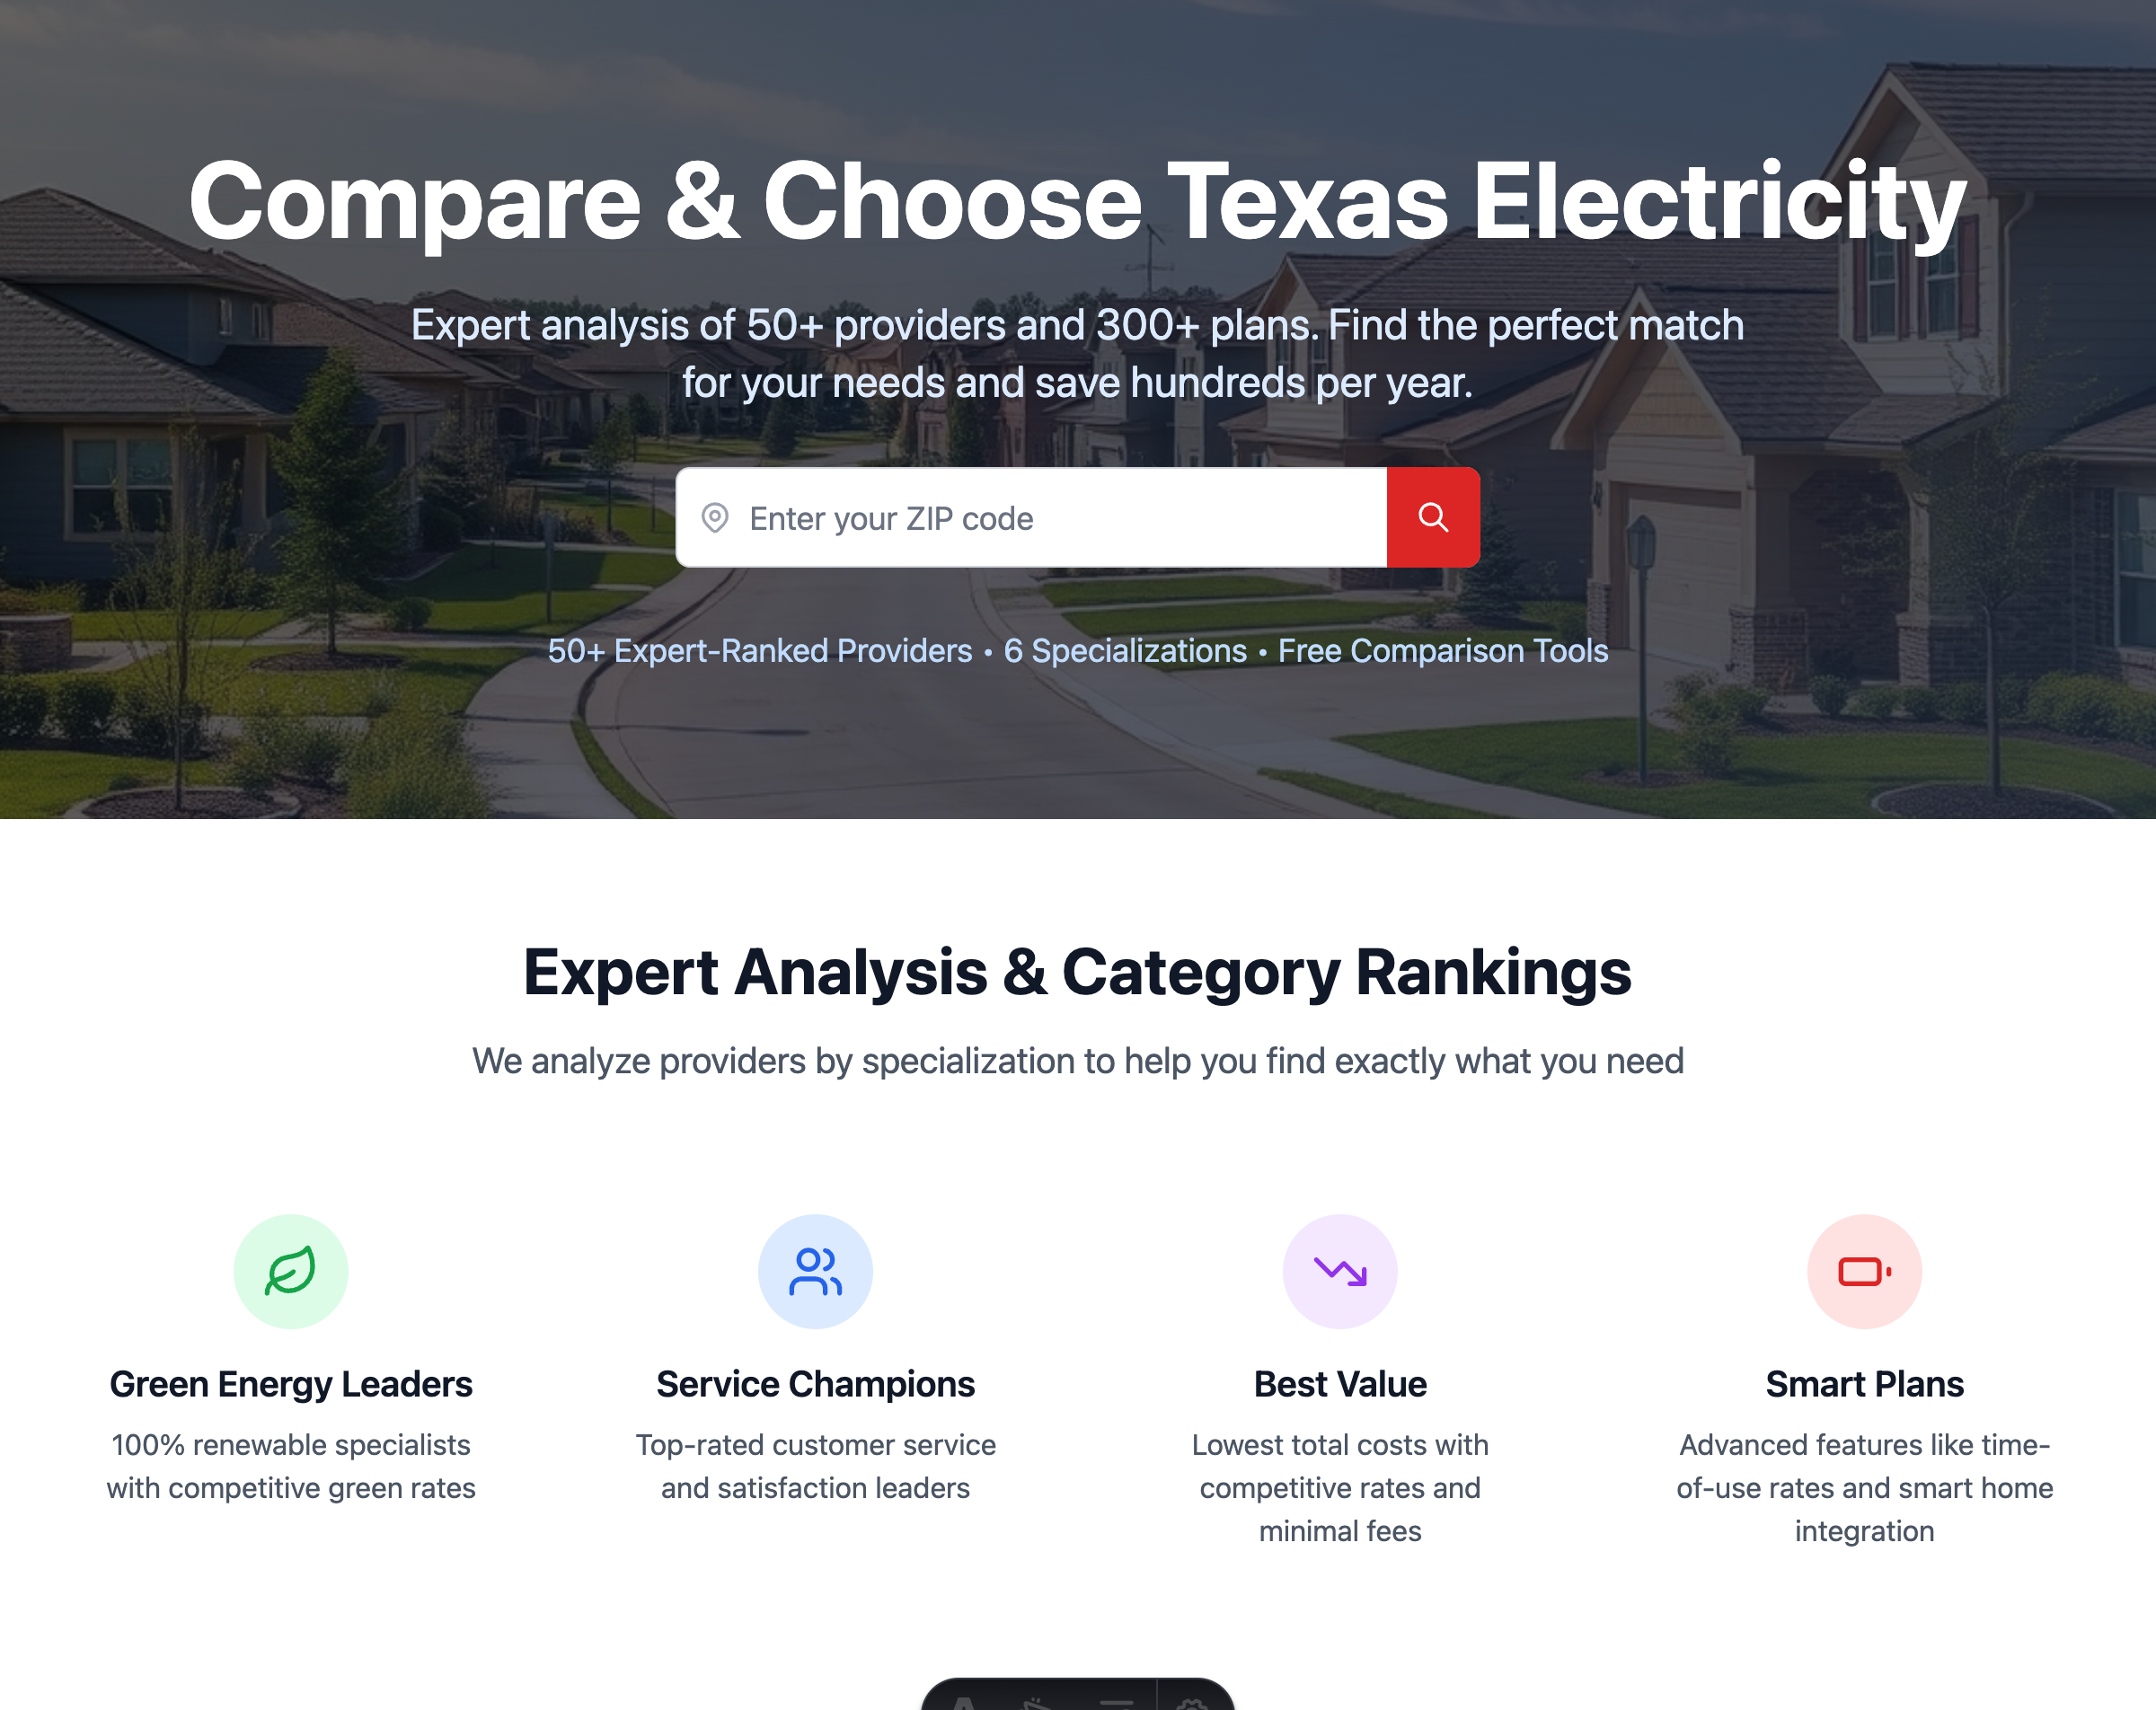 Compare & Choose Texas Electricity
Expert analysis of 50+ providers and 300+ plans. Find the perfect match
for your needs and save hundreds per year.
Enter your ZIP code
50+ Expert-Ranked Providers • 6 Specializations • Free Comparison Tools
Expert Analysis & Category Rankings
We analyze providers by specialization to help you find exactly what you need
Green Energy Leaders
100% renewable specialists
with competitive green rates
Service Champions
Top-rated customer service
and satisfaction leaders
Best Value
Lowest total costs with
competitive rates and
minimal fees
Smart Plans
Advanced features like time-
of-use rates and smart home
integration